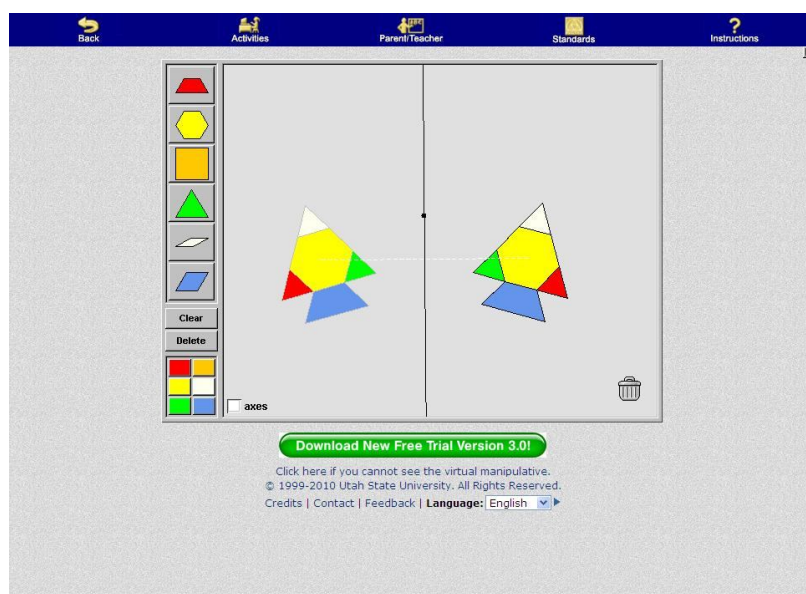 Back Activities Parent/Teacher Standards Instructions
Clear
Delete
axes
Download New Free Trial Version 3.0!
Click here if you cannot see the virtual manipulative.
© 1999-2010 Utah State University. All Rights Reserved.
Credits | Contact | Feedback | Language: English